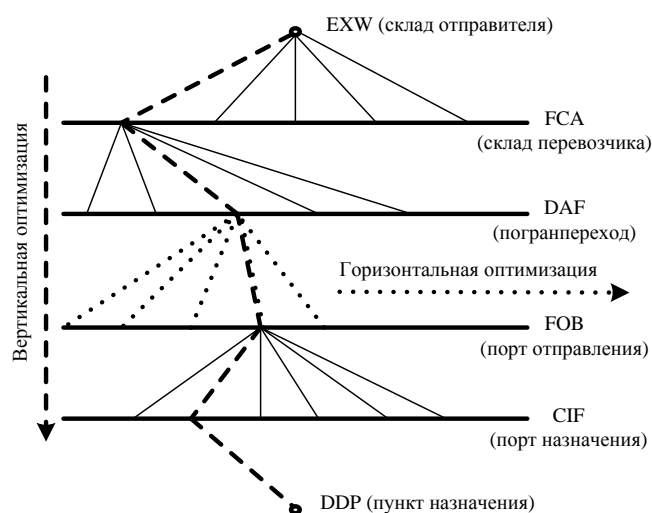 EXW (склад отправителя)
FCA
(склад перевозчика)
DAF
(погранпереход)
Горизонтальная оптимизация
FOB
(порт отправления)
CIF
(порт назначения)
DDP (пункт назначения)
Вертикальная оптимизация